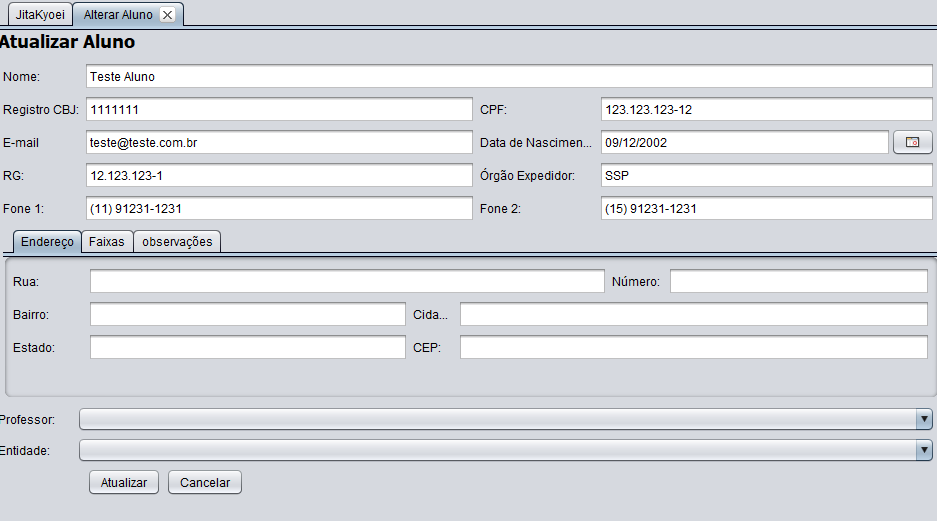 JitaKyoei Alterar Aluno
Atualizar Aluno
Nome: Teste Aluno
Registro CBJ: 1111111 CPF: 123.123.123-12
E-mail teste@teste.com.br Data de Nascimen... 09/12/2002
RG: 12.123.123-1 Órgão Expedidor: SSP
Fone 1: (11) 91231-1231 Fone 2: (15) 91231-1231
Endereço Faixas observações
Rua: Número:
Bairro: Cida...
Estado: CEP:
Professor:
Entidade:
Atualizar Cancelar